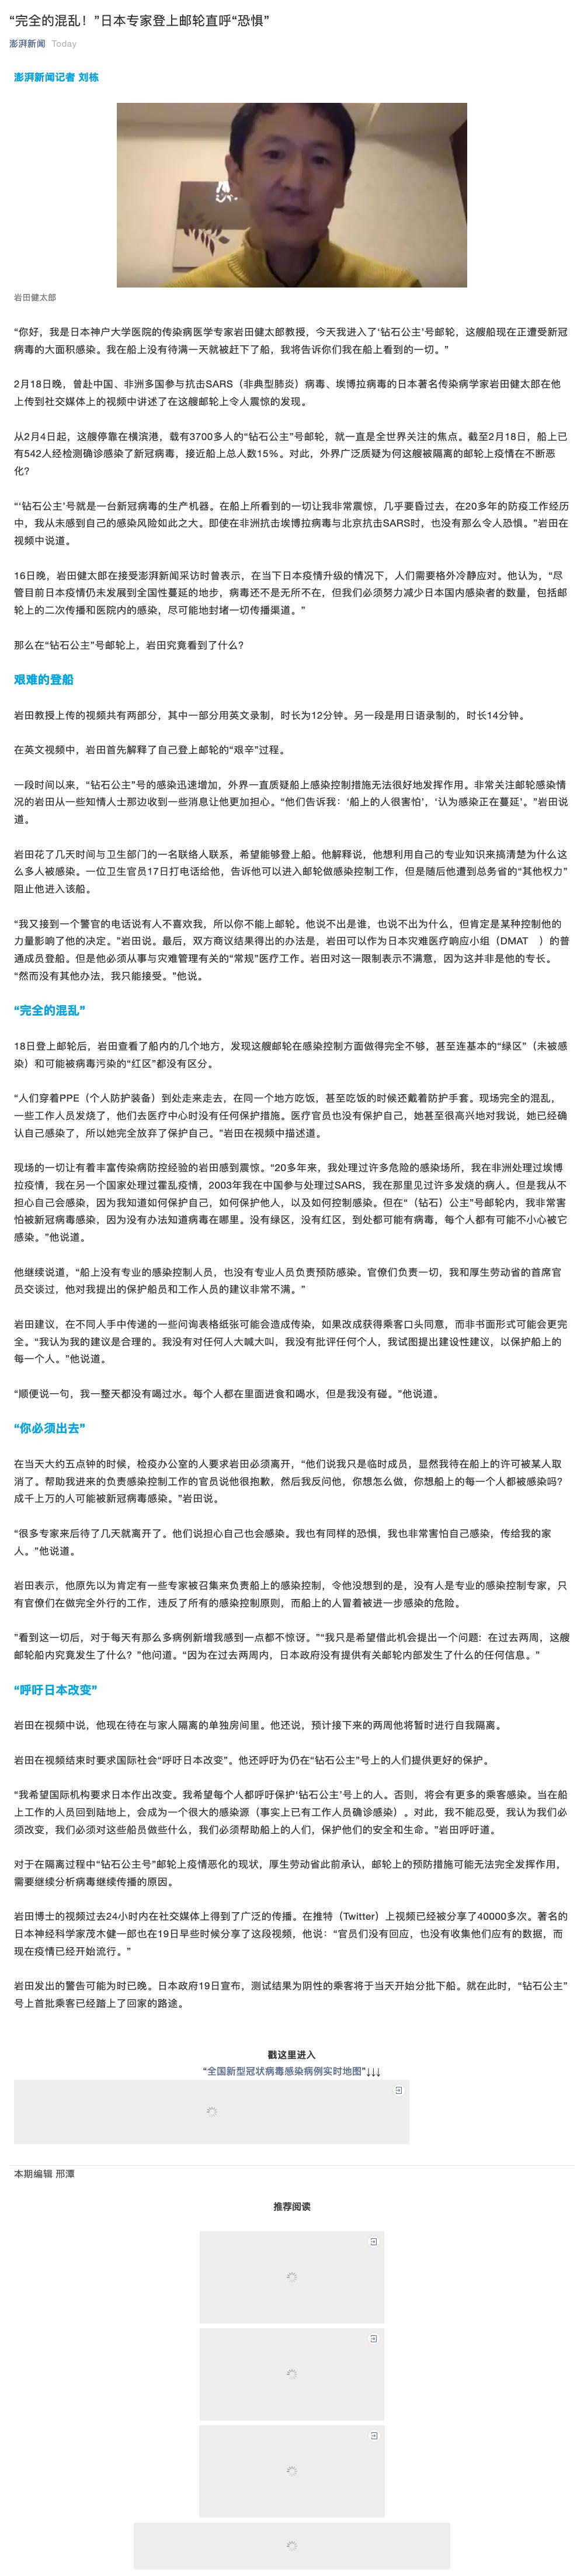 “完全的混乱！”日本专家登上邮轮直呼“恐惧”
澎湃新闻 Today
澎湃新闻记者 刘栋
岩田健太郎
“你好，我是日本神户大学医院的传染病医学专家岩田健太郎教授，今天我进入了‘钻石公主’号邮轮，这艘船现在正遭受新冠
病毒的大面积感染。我在船上没有待满一天就被赶下了船，我将告诉你们我在船上看到的一切。”
2月18日晚，曾赴中国、非洲多国参与抗击SARS（非典型肺炎）病毒、埃博拉病毒的日本著名传染病学家岩田健太郎在他
上传到社交媒体上的视频中讲述了在这艘邮轮上令人震惊的发现。
从2月4日起，这艘停靠在横滨港，载有3700多人的“钻石公主”号邮轮，就一直是全世界关注的焦点。截至2月18日，船上已
有542人经检测确诊感染了新冠病毒，接近船上总人数15%。对此，外界广泛质疑为何这艘被隔离的邮轮上疫情在不断恶
化?
“‘钻石公主’号就是一台新冠病毒的生产机器。在船上所看到的一切让我非常震惊，几乎要昏过去，在20多年的防疫工作经历
中，我从未感到自己的感染风险如此之大。即使在非洲抗击埃博拉病毒与北京抗击SARS时，也没有那么令人恐惧。”岩田在
视频中说道。
16日晚，岩田健太郎在接受澎湃新闻采访时曾表示，在当下日本疫情升级的情况下，人们需要格外冷静应对。他认为，“尽
管目前日本疫情仍未发展到全国性蔓延的地步，病毒还不是无所不在，但我们必须努力减少日本国内感染者的数量，包括邮
轮上的二次传播和医院内的感染，尽可能地封堵一切传播渠道。”
那么在“钻石公主”号邮轮上，岩田究竟看到了什么?
艰难的登船
岩田教授上传的视频共有两部分，其中一部分用英文录制，时长为12分钟。另一段是用日语录制的，时长14分钟。
在英文视频中，岩田首先解释了自己登上邮轮的“艰辛”过程。
一段时间以来，“钻石公主”号的感染迅速增加，外界一直质疑船上感染控制措施无法很好地发挥作用。非常关注邮轮感染情
况的岩田从一些知情人士那边收到一些消息让他更加担心。“他们告诉我：‘船上的人很害怕’，‘认为感染正在蔓延’。”岩田说
道。
岩田花了几天时间与卫生部门的一名联络人联系，希望能够登上船。他解释说，他想利用自己的专业知识来搞清楚为什么这
么多人被感染。一位卫生官员17日打电话给他，告诉他可以进入邮轮做感染控制工作，但是随后他遭到总务省的“其他权力”
阻止他进入该船。
“我又接到一个警官的电话说有人不喜欢我，所以你不能上邮轮。他说不出是谁，也说不出为什么，但肯定是某种控制他的
力量影响了他的决定。”岩田说。最后，双方商议结果得出的办法是，岩田可以作为日本灾难医疗响应小组（DMAT ）的普
通成员登船。但是他必须从事与灾难管理有关的“常规”医疗工作。岩田对这一限制表示不满意，因为这并非是他的专长。
“然而没有其他办法，我只能接受。”他说。
“完全的混乱”
18日登上邮轮后，岩田查看了船内的几个地方，发现这艘邮轮在感染控制方面做得完全不够，甚至连基本的“绿区”（未被感
染）和可能被病毒污染的“红区”都没有区分。
“人们穿着PPE（个人防护装备）到处走来走去，在同一个地方吃饭，甚至吃饭的时候还戴着防护手套。现场完全的混乱，
一些工作人员发烧了，他们去医疗中心时没有任何保护措施。医疗官员也没有保护自己，她甚至很高兴地对我说，她已经确
认自己感染了，所以她完全放弃了保护自己。“岩田在视频中描述道。
现场的一切让有着丰富传染病防控经验的岩田感到震惊。“20多年来，我处理过许多危险的感染场所，我在非洲处理过埃博
拉疫情，我在另一个国家处理过霍乱疫情，2003年我在中国参与处理过SARS，我在那里见过许多发烧的病人。但是我从不
担心自己会感染，因为我知道如何保护自己，如何保护他人，以及如何控制感染。但在“（钻石）公主”号邮轮内，我非常害
怕被新冠病毒感染，因为没有办法知道病毒在哪里。没有绿区，没有红区，到处都可能有病毒，每个人都有可能不小心被它
感染。”他说道。
他继续说道，“船上没有专业的感染控制人员，也没有专业人员负责预防感染。官僚们负责一切，我和厚生劳动省的首席官
员交谈过，他对我提出的保护船员和工作人员的建议非常不满。”
岩田建议，在不同人手中传递的一些问询表格纸张可能会造成传染，如果改成获得乘客口头同意，而非书面形式可能会更完
全。“我认为我的建议是合理的。我没有对任何人大喊大叫，我没有批评任何个人，我试图提出建设性建议，以保护船上的
每一个人。”他说道。
“顺便说一句，我一整天都没有喝过水。每个人都在里面进食和喝水，但是我没有碰。”他说道。
“你必须出去”
在当天大约五点钟的时候，检疫办公室的人要求岩田必须离开，“他们说我只是临时成员，显然我待在船上的许可被某人取
消了。帮助我进来的负责感染控制工作的官员说他很抱歉，然后我反问他，你想怎么做，你想船上的每一个人都被感染吗?
成千上万的人可能被新冠病毒感染。”岩田说。
“很多专家来后待了几天就离开了。他们说担心自己也会感染。我也有同样的恐惧，我也非常害怕自己感染，传给我的家
人。”他说道。
岩田表示，他原先以为肯定有一些专家被召集来负责船上的感染控制，令他没想到的是，没有人是专业的感染控制专家，只
有官僚们在做完全外行的工作，违反了所有的感染控制原则，而船上的人冒着被进一步感染的危险。
”看到这一切后，对于每天有那么多病例新增我感到一点都不惊讶。”“我只是希望借此机会提出一个问题：在过去两周，这艘
邮轮船内究竟发生了什么？”他问道。“因为在过去两周内，日本政府没有提供有关邮轮内部发生了什么的任何信息。”
“呼吁日本改变”
岩田在视频中说，他现在待在与家人隔离的单独房间里。他还说，预计接下来的两周他将暂时进行自我隔离。
岩田在视频结束时要求国际社会“呼吁日本改变”。他还呼吁为仍在“钻石公主”号上的人们提供更好的保护。
“我希望国际机构要求日本作出改变。我希望每个人都呼吁保护‘钻石公主’号上的人。否则，将会有更多的乘客感染。当在船
上工作的人员回到陆地上，会成为一个很大的感染源（事实上已有工作人员确诊感染）。对此，我不能忍受，我认为我们必
须改变，我们必须对这些船员做些什么，我们必须帮助船上的人们，保护他们的安全和生命。”岩田呼吁道。
对于在隔离过程中“钻石公主号”邮轮上疫情恶化的现状，厚生劳动省此前承认，邮轮上的预防措施可能无法完全发挥作用，
需要继续分析病毒继续传播的原因。
岩田博士的视频过去24小时内在社交媒体上得到了广泛的传播。在推特（Twitter）上视频已经被分享了40000多次。著名的
日本神经科学家茂木健一郎也在19日早些时候分享了这段视频，他说：“官员们没有回应，也没有收集他们应有的数据，而
现在疫情已经开始流行。”
岩田发出的警告可能为时已晚。日本政府19日宣布，测试结果为阴性的乘客将于当天开始分批下船。就在此时，“钻石公主”
号上首批乘客已经踏上了回家的路途。
戳这里进入
“全国新型冠状病毒感染病例实时地图”↓↓↓
本期编辑 邢潭
推荐阅读